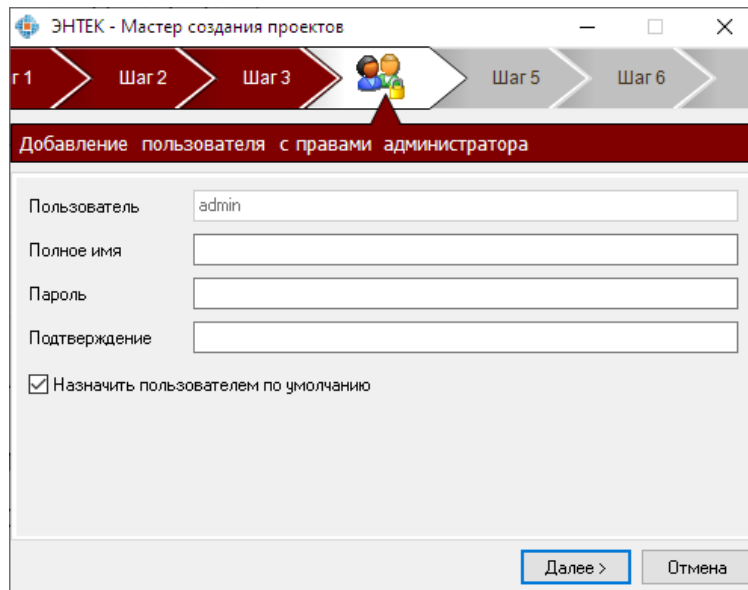 ЭНТЕК - Мастер создания проектов
г 1 Шаг 2 Шаг 3 Шаг 5 Шаг 6
Добавление пользователя с правами администратора
Пользователь admin
Полное имя
Пароль
Подтверждение
Назначить пользователем по умолчанию
Далее > Отмена